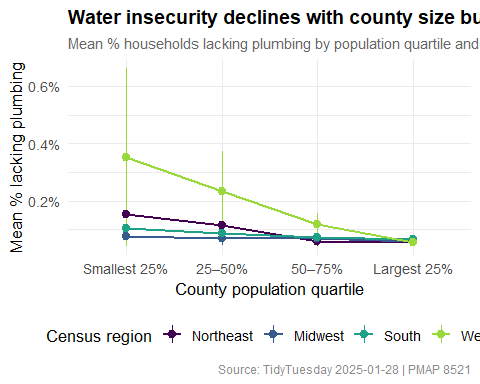 Water insecurity declines with county size bu
Mean % households lacking plumbing by population quartile and
Mean % lacking plumbing
0.6%
0.4%
0.2%
Smallest 25%
25–50%
50–75%
Largest 25%
County population quartile
Census region
Northeast
Midwest
South
We
Source: TidyTuesday 2025-01-28 | PMAP 8521